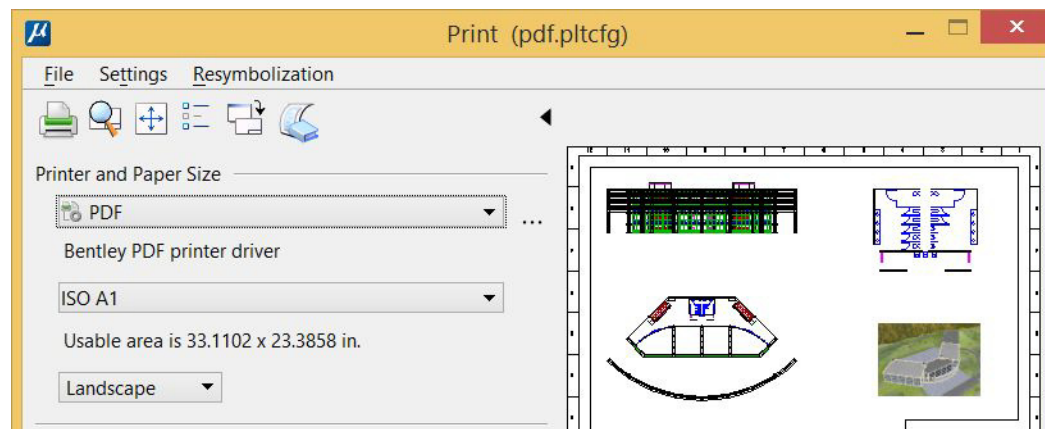 Print (pdf.pltcfg)
File Settings Resymbolization
Printer and Paper Size
PDF
...
Bentley PDF printer driver
ISO A1
Usable area is 33.1102 x 23.3858 in.
Landscape